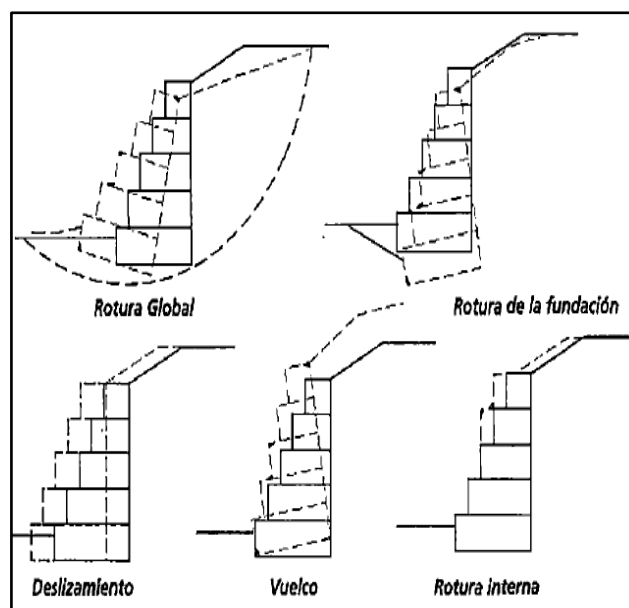 Rotura Global
Rotura de la fundación
Deslizamiento
Vuelco
Rotura interna